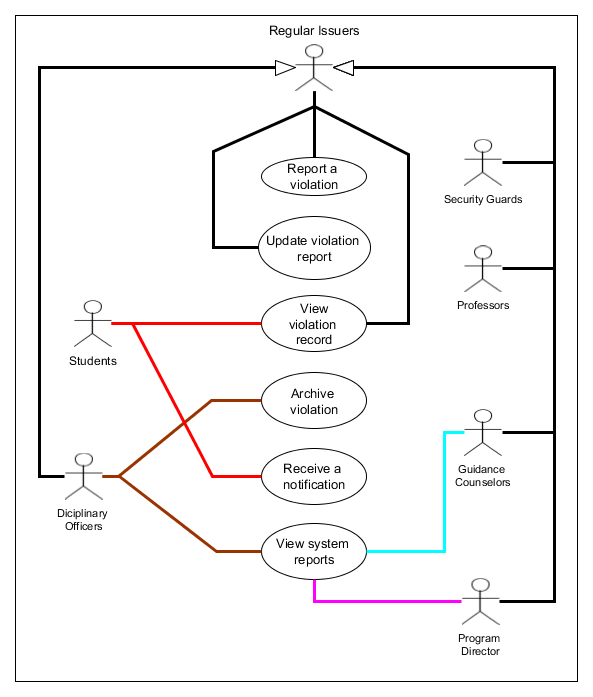 Regular Issuers
Report a
violation
Security Guards
Update violation
report
Professors
View
violation
record
Students
Archive
violation
Receive a
notification
Guidance
Counselors
Diciplinary
Officers
View system
reports
Program
Director